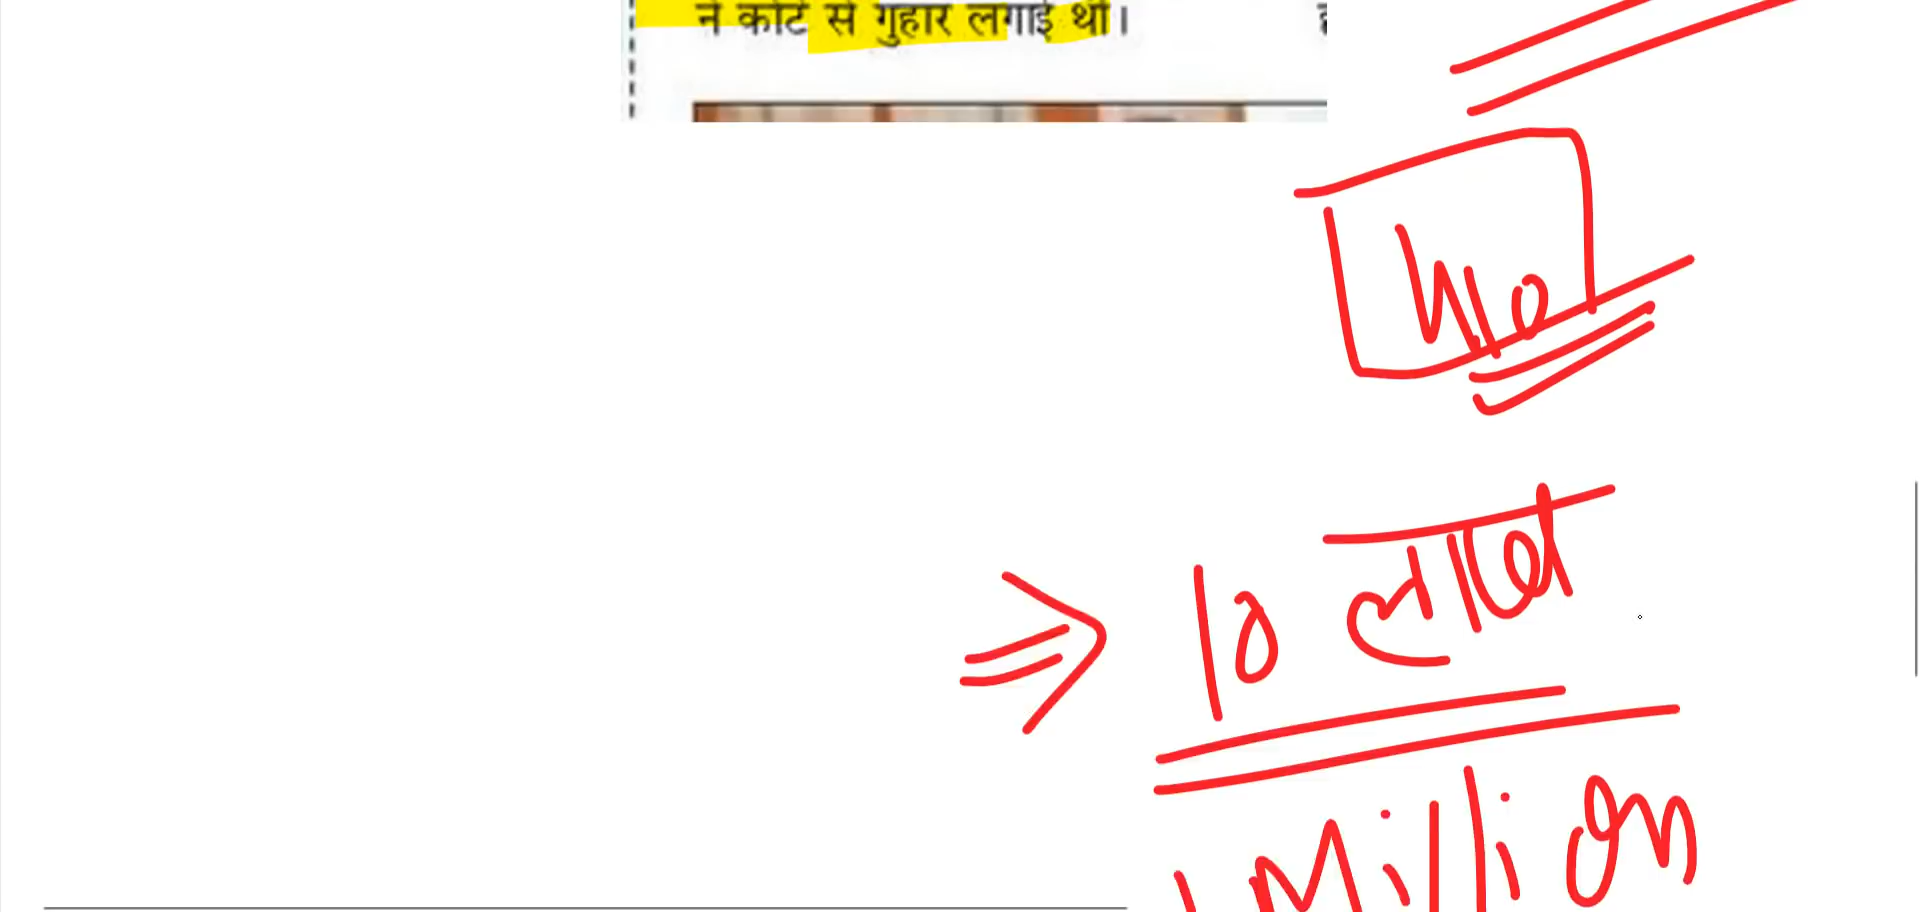 ने कोर्ट से गुहार लगाई थी।
10 लाख
1 Million